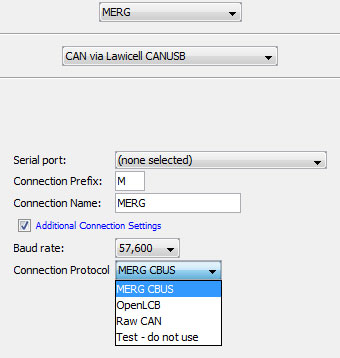 MERG
CAN via Lawicell CANUSB
Serial port: (none selected)
Connection Prefix: M
Connection Name: MERG
Additional Connection Settings
Baud rate: 57,600
Connection Protocol MERG CBUS
MERG CBUS
OpenLCB
Raw CAN
Test - do not use